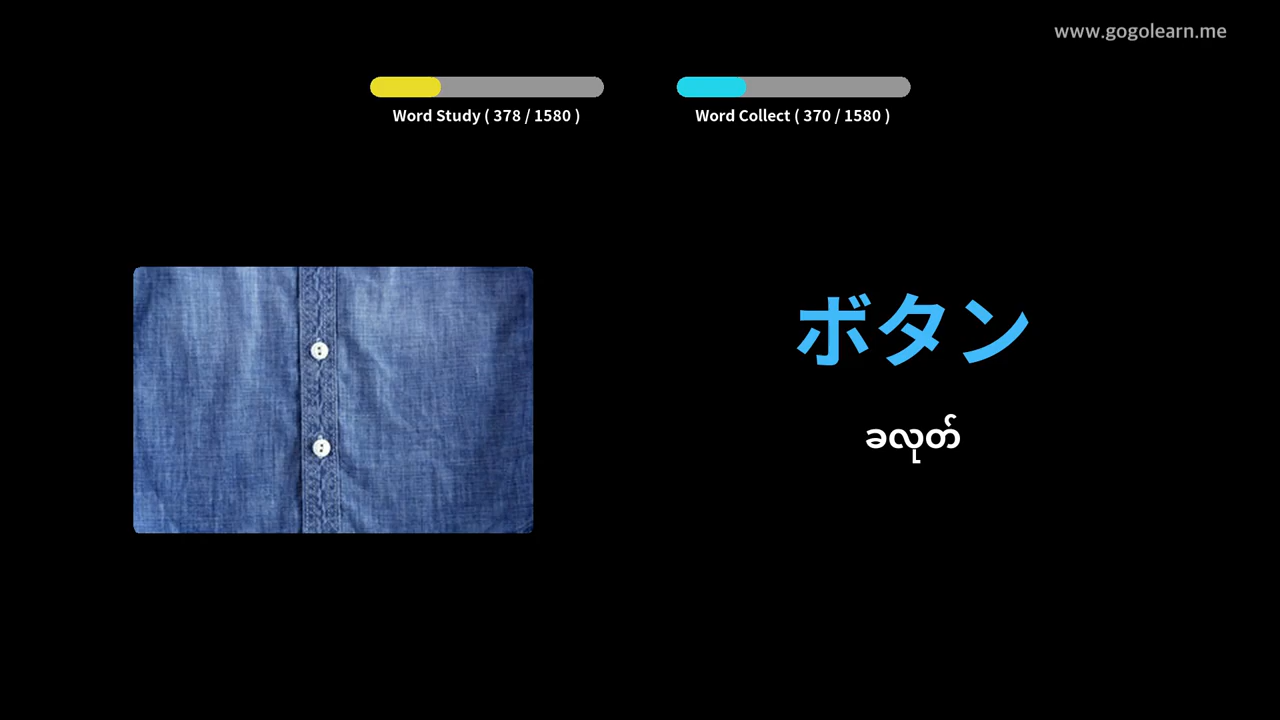 www.gogolearn.me
Word Study ( 378 / 1580 )
Word Collect ( 370 / 1580 )
ボタン
ခလုတ်